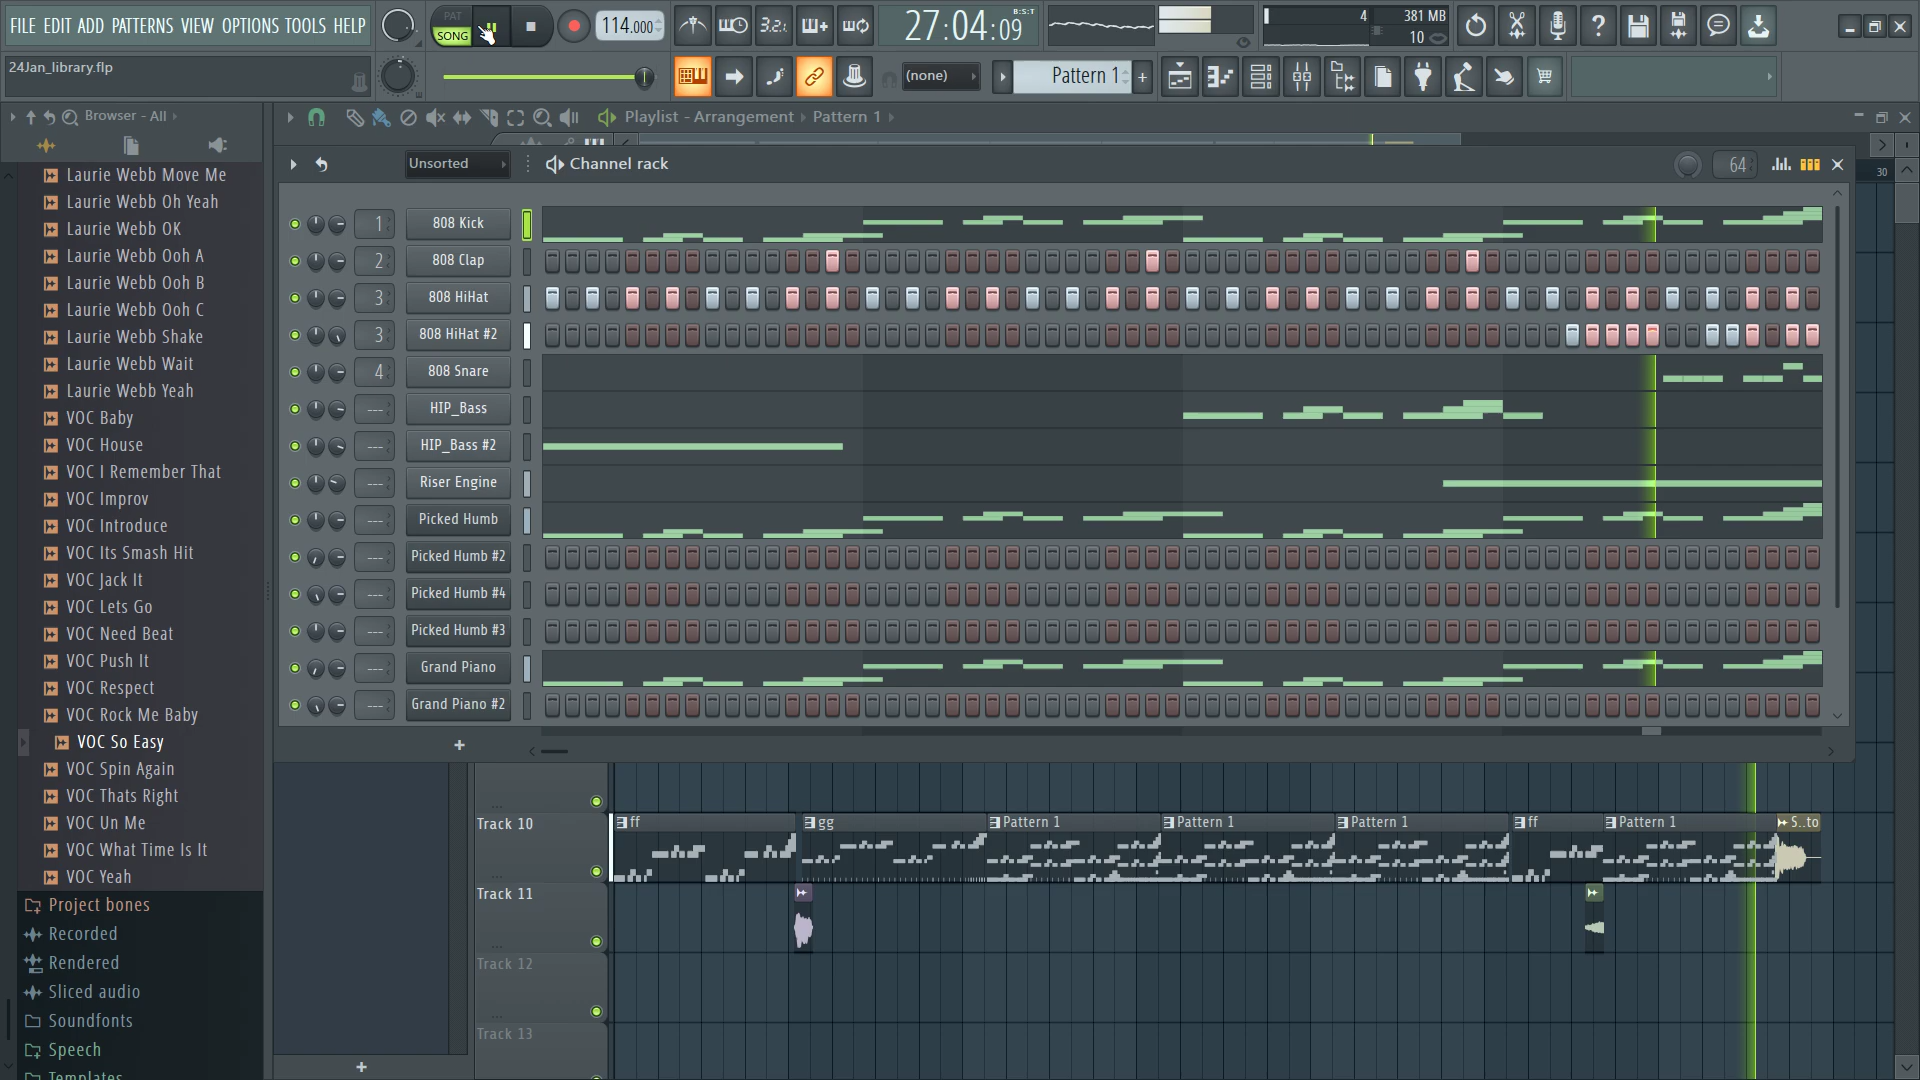 FILE EDIT ADD PATTERNS VIEW OPTIONS TOOLS HELP
PAT
SONG
114.000
3.2.1
27:04:09
B:S:T
4
381 MB
10
24Jan_library.flp
(none)
Pattern 1
+
Browser - All
Playlist - Arrangement
Pattern 1
30
Unsorted
Channel rack
64
Laurie Webb Move Me
Laurie Webb Oh Yeah
Laurie Webb OK
Laurie Webb Ooh A
Laurie Webb Ooh B
Laurie Webb Ooh C
Laurie Webb Shake
Laurie Webb Wait
Laurie Webb Yeah
VOC Baby
VOC House
VOC I Remember That
VOC Improv
VOC Introduce
VOC Its Smash Hit
VOC Jack It
VOC Lets Go
VOC Need Beat
VOC Push It
VOC Respect
VOC Rock Me Baby
VOC So Easy
VOC Spin Again
VOC Thats Right
VOC Un Me
VOC What Time Is It
VOC Yeah
Project bones
Recorded
Rendered
Sliced audio
Soundfonts
Speech
Templates
1 808 Kick
2 808 Clap
3 808 HiHat
3 808 HiHat #2
4 808 Snare
--- HIP_Bass
--- HIP_Bass #2
--- Riser Engine
--- Picked Humb
--- Picked Humb #2
--- Picked Humb #4
--- Picked Humb #3
--- Grand Piano
--- Grand Piano #2
+
...
Track 10
ff
gg
Pattern 1
Pattern 1
Pattern 1
ff
Pattern 1
S..to
...
Track 11
...
Track 12
...
Track 13
+